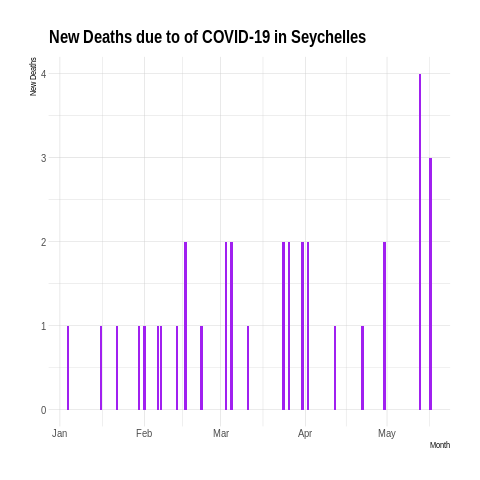 New Deaths due to of COVID-19 in Seychelles
New Deaths
4
3
2
1
0
Jan Feb Mar Apr May
Month